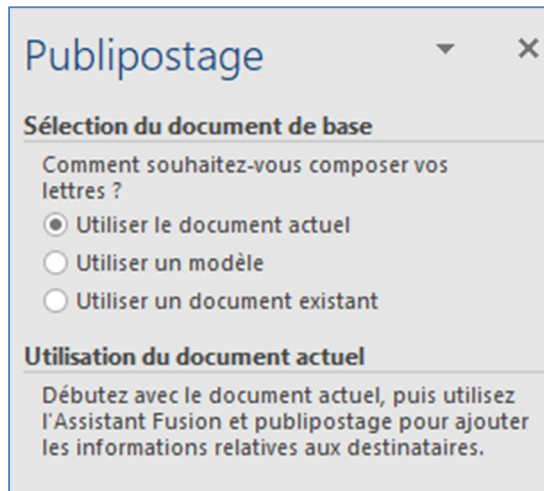 Publipostage
Sélection du document de base
Comment souhaitez-vous composer vos
lettres ?
Utiliser le document actuel
Utiliser un modèle
Utiliser un document existant
Utilisation du document actuel
Débutez avec le document actuel, puis utilisez
l'Assistant Fusion et publipostage pour ajouter
les informations relatives aux destinataires.